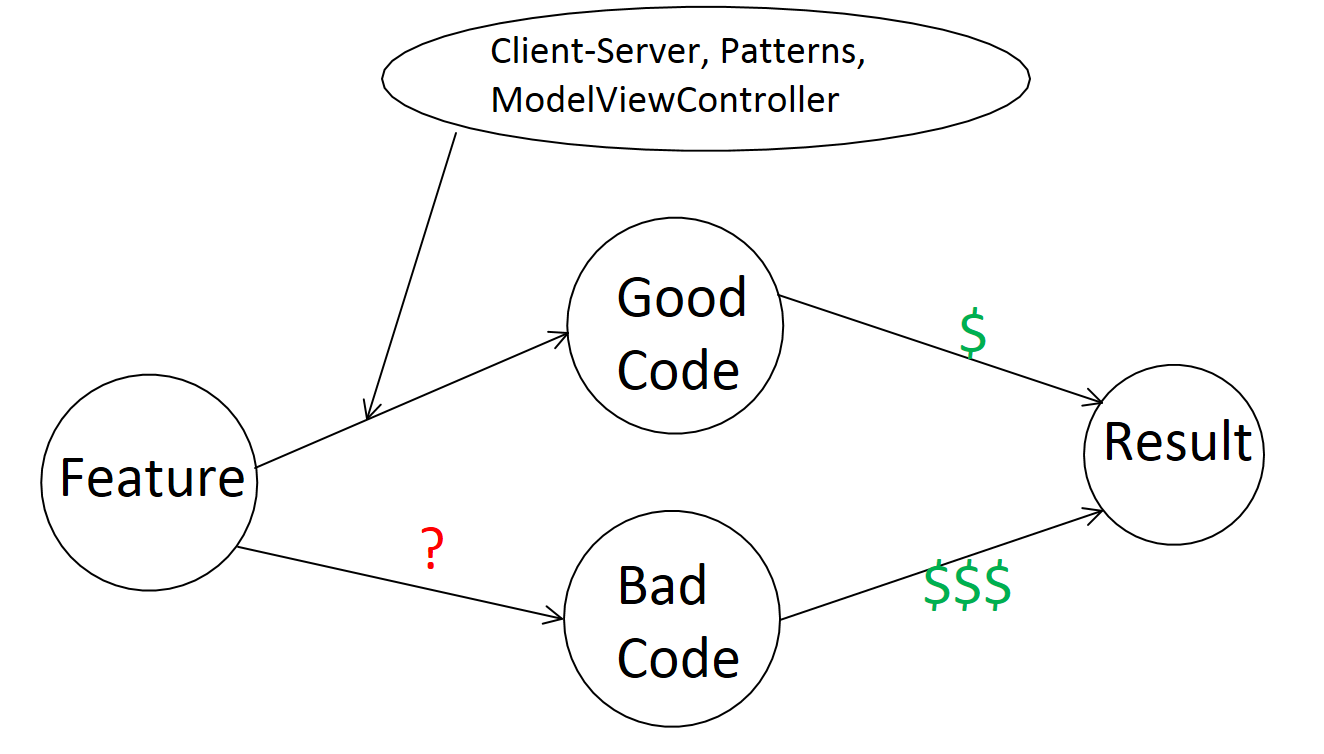 Client-Server, Patterns,
ModelViewController
Good
Code
$
Feature
Result
?
Bad
Code
$$$